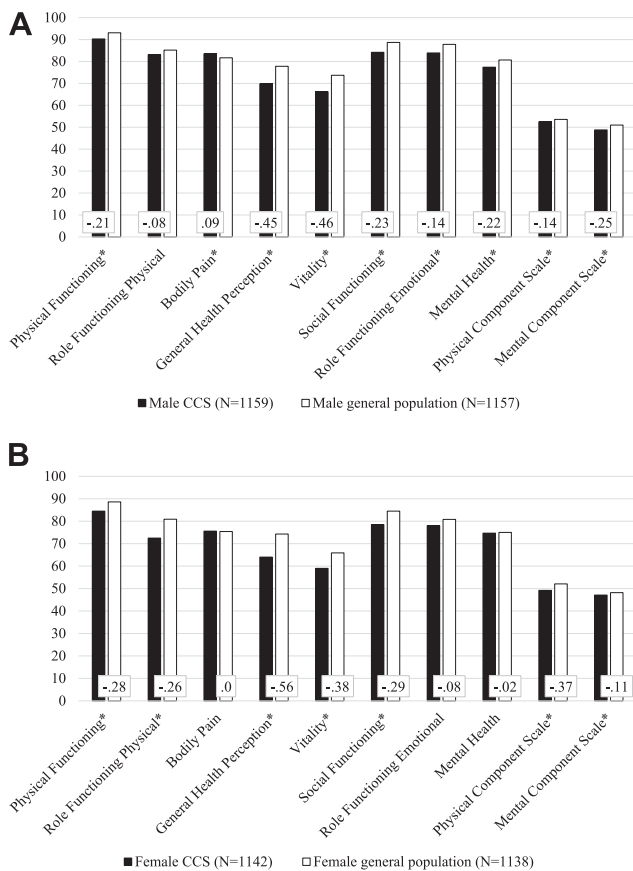 A
100
90
80
70
60
50
40
30
20
10
0
-.21 -.08 .09 -.45 -.46 -.23 -.14 -.22 -.14 -.25
Physical Functioning*
Role Functioning Physical
Bodily Pain*
General Health Perception*
Vitality*
Social Functioning*
Role Functioning Emotional*
Mental Health*
Physical Component Scale*
Mental Component Scale*
Male CCS (N=1159) Male general population (N=1157)
B
100
90
80
70
60
50
40
30
20
10
0
-.28 -.26 .0 -.56 -.38 -.29 -.08 -.02 -.37 -.11
Physical Functioning*
Role Functioning Physical*
Bodily Pain
General Health Perception*
Vitality*
Social Functioning*
Role Functioning Emotional
Mental Health
Physical Component Scale*
Mental Component Scale*
Female CCS (N=1142) Female general population (N=1138)